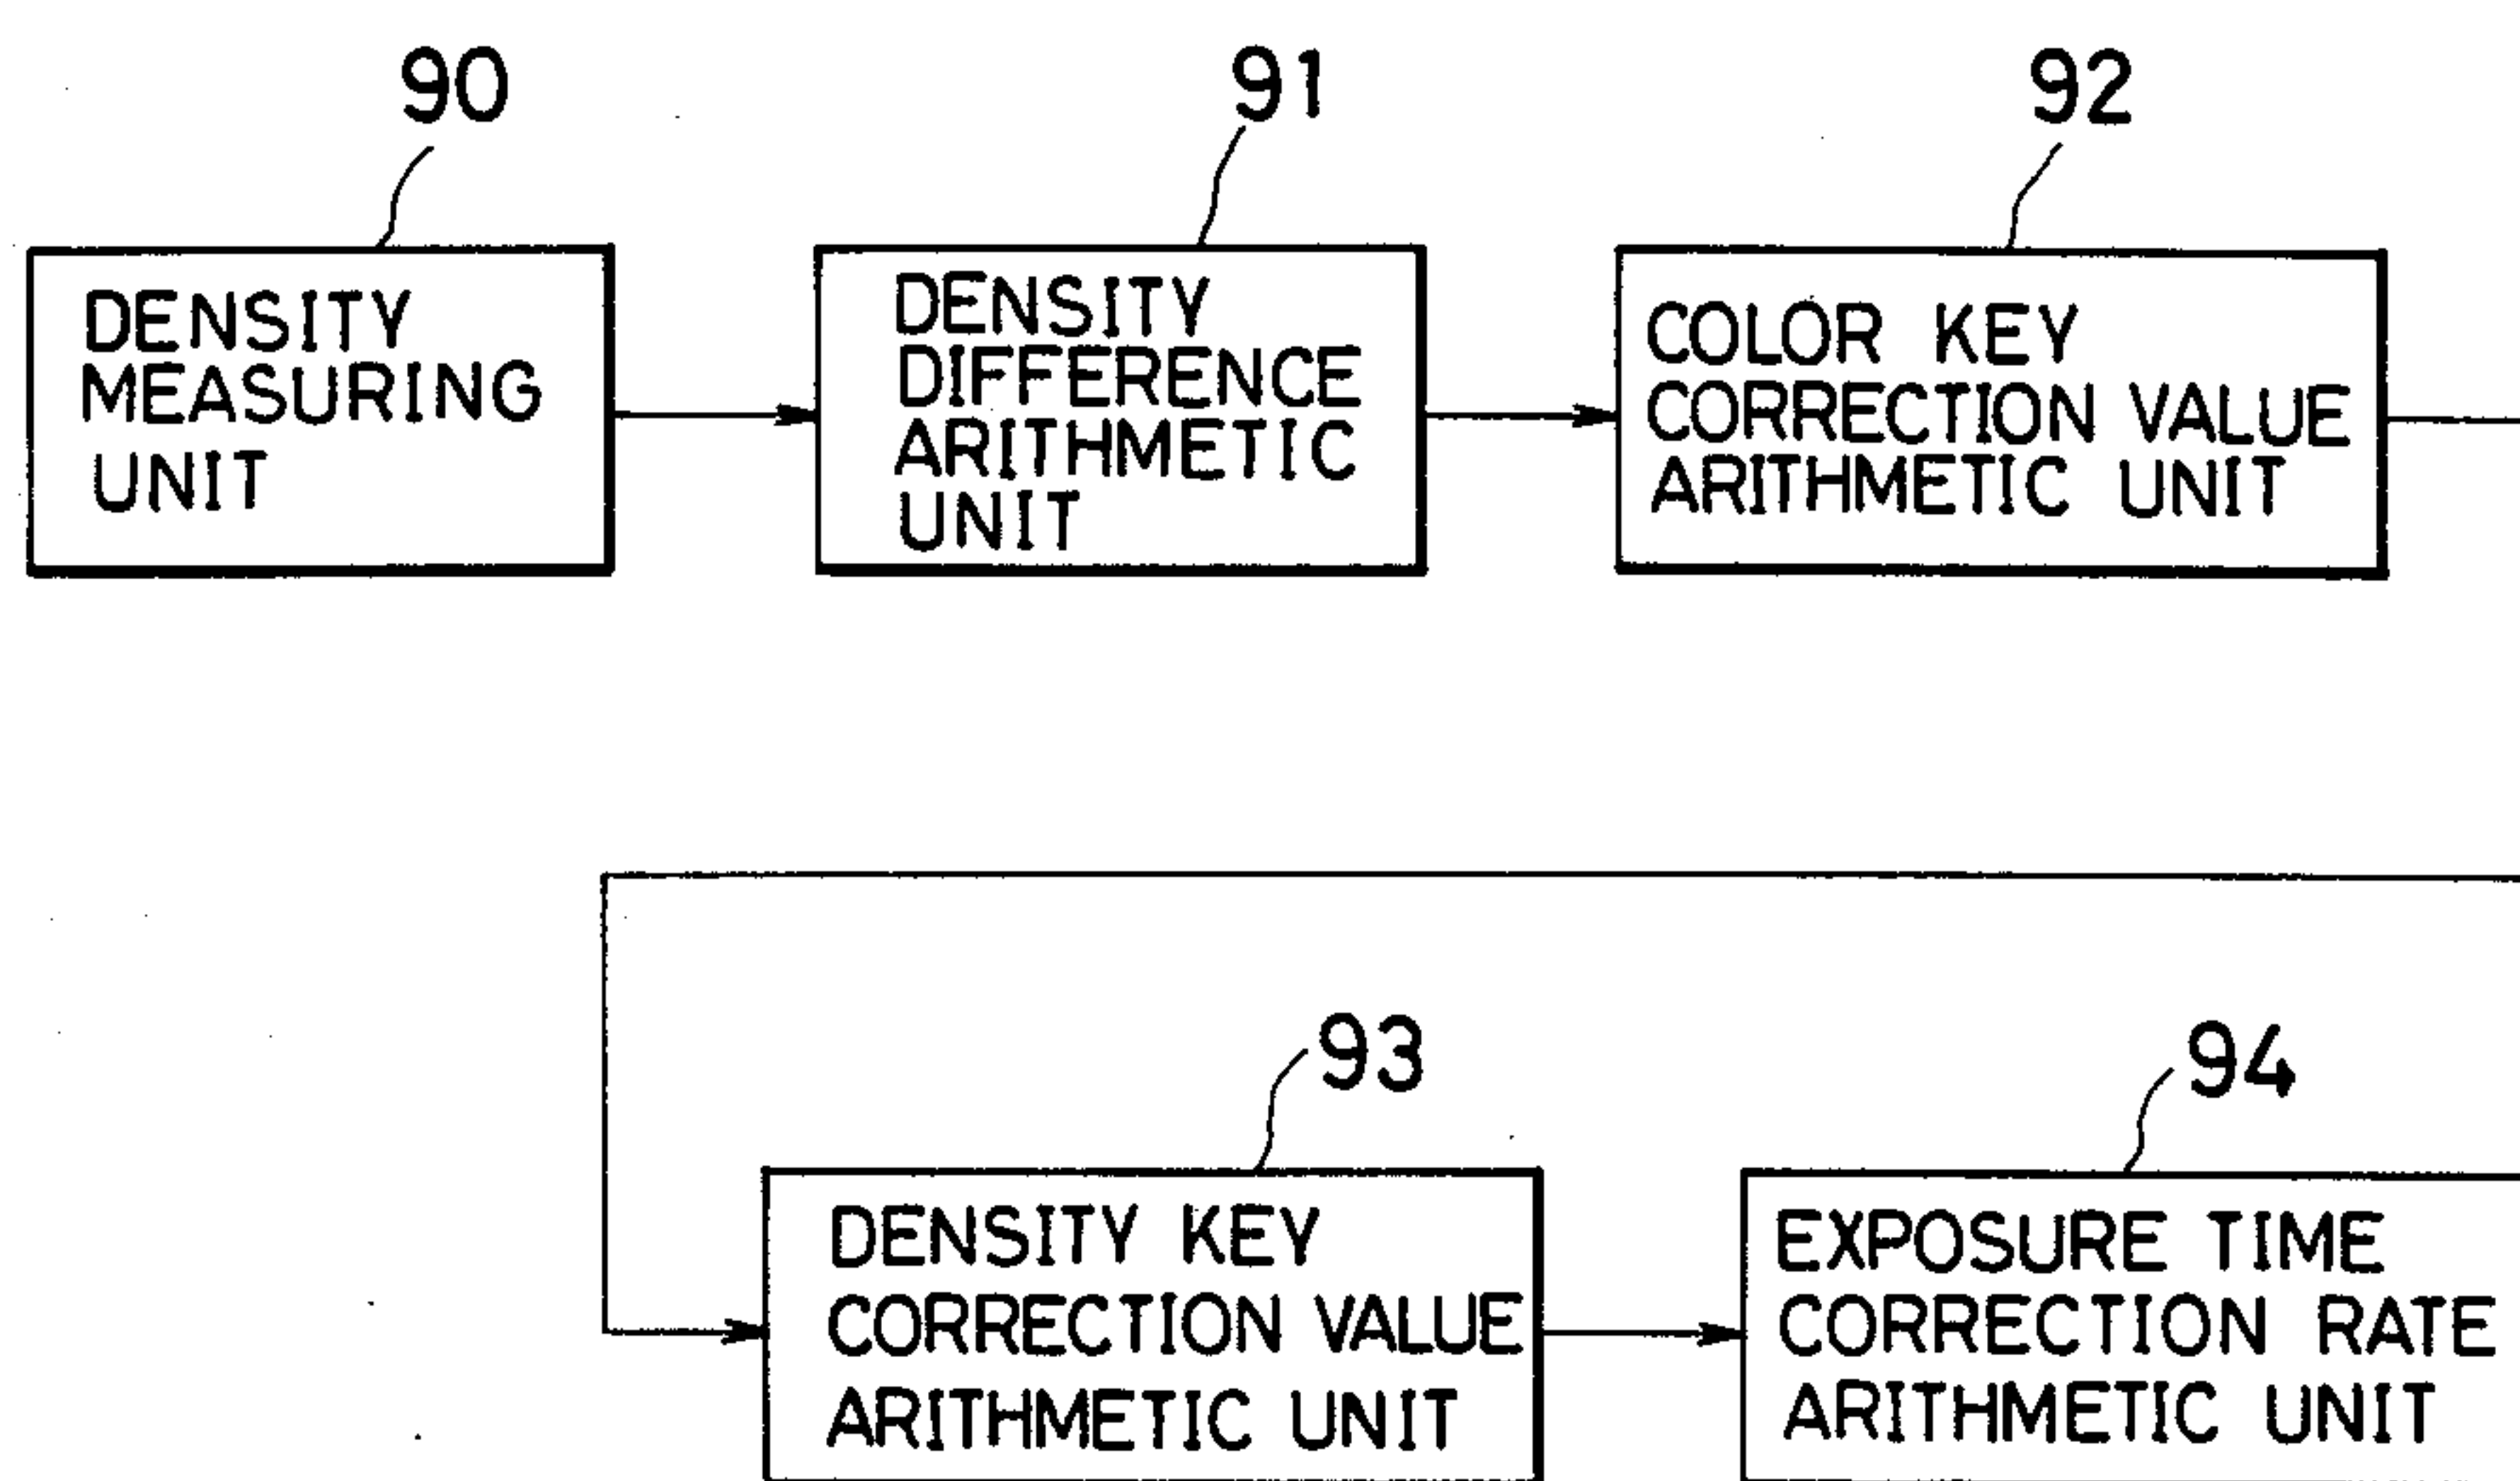 90
DENSITY
MEASURING
UNIT
91
DENSITY
DIFFERENCE
ARITHMETIC
UNIT
92
COLOR KEY
CORRECTION VALUE
ARITHMETIC UNIT
93
DENSITY KEY
CORRECTION VALUE
ARITHMETIC UNIT
94
EXPOSURE TIME
CORRECTION RATE
ARITHMETIC UNIT